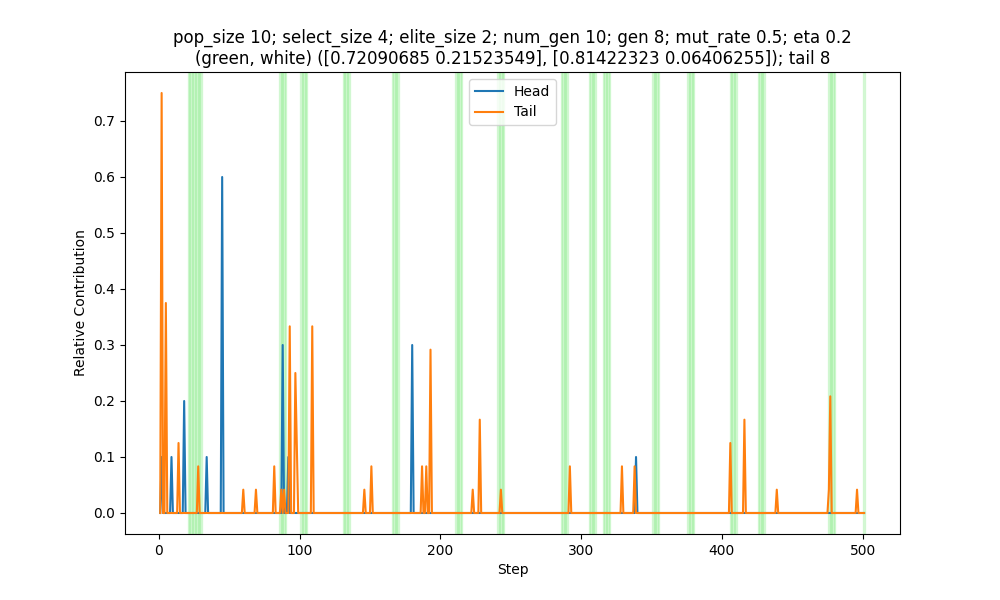 pop_size 10; select_size 4; elite_size 2; num_gen 10; gen 8; mut_rate 0.5; eta 0.2
(green, white) ([0.72090685 0.21523549], [0.81422323 0.06406255]); tail 8
Head
Tail
Relative Contribution
0.7
0.6
0.5
0.4
0.3
0.2
0.1
0.0
0 100 200 300 400 500
Step